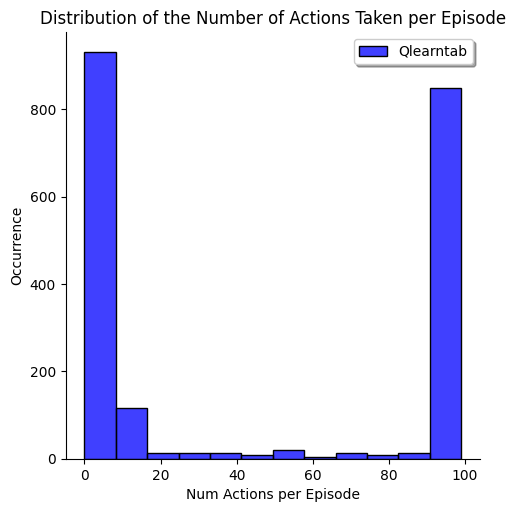 Distribution of the Number of Actions Taken per Episode
Qlearntab
Occurrence
800
600
400
200
0
0 20 40 60 80 100
Num Actions per Episode